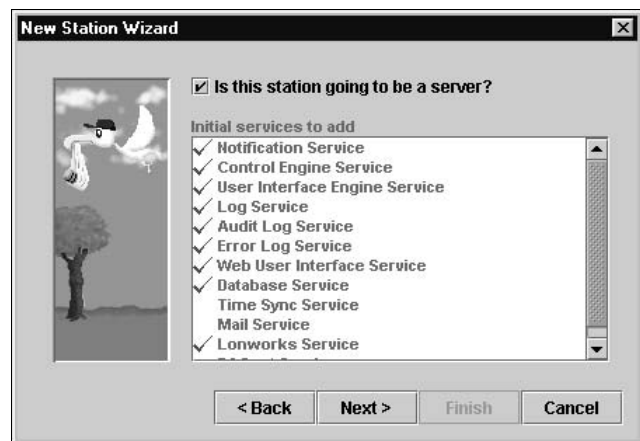 New Station Wizard
Is this station going to be a server?
Initial services to add
Notification Service
Control Engine Service
User Interface Engine Service
Log Service
Audit Log Service
Error Log Service
Web User Interface Service
Database Service
Time Sync Service
Mail Service
Lonworks Service
< Back Next > Finish Cancel